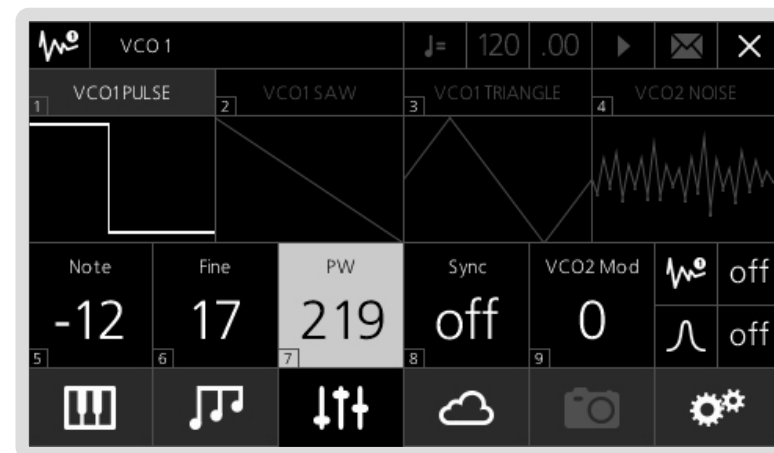 VCO 1 = 120 .00
1 VCO1 PULSE 2 VCO1 SAW 3 VCO1 TRIANGLE 4 VCO2 NOISE
Note Fine PW Sync VCO2 Mod 1 off
-12 17 219 off 0 off
5 6 7 8 9